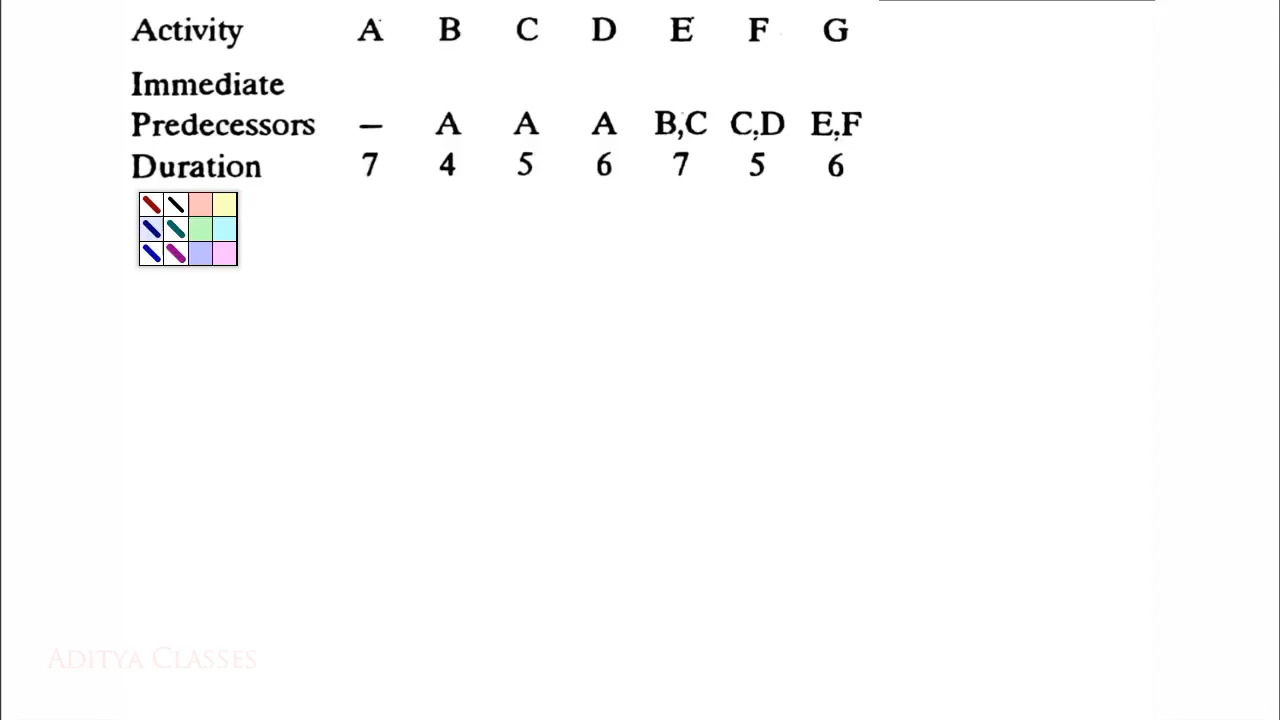 Activity A B C D E F G
Immediate
Predecessors – A A A B,C C,D E,F
Duration 7 4 5 6 7 5 6
ADITYA CLASSES